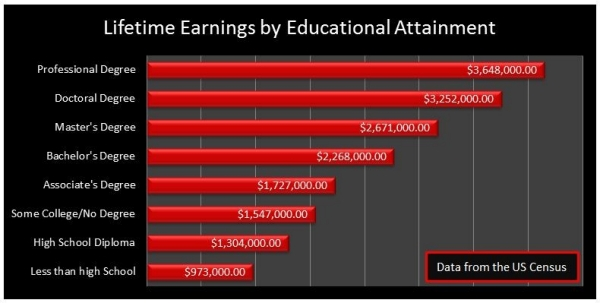 Lifetime Earnings by Educational Attainment
Professional Degree $3,648,000.00
Doctoral Degree $3,252,000.00
Master's Degree $2,671,000.00
Bachelor's Degree $2,268,000.00
Associate's Degree $1,727,000.00
Some College/No Degree $1,547,000.00
High School Diploma $1,304,000.00
Less than high School $973,000.00
Data from the US Census